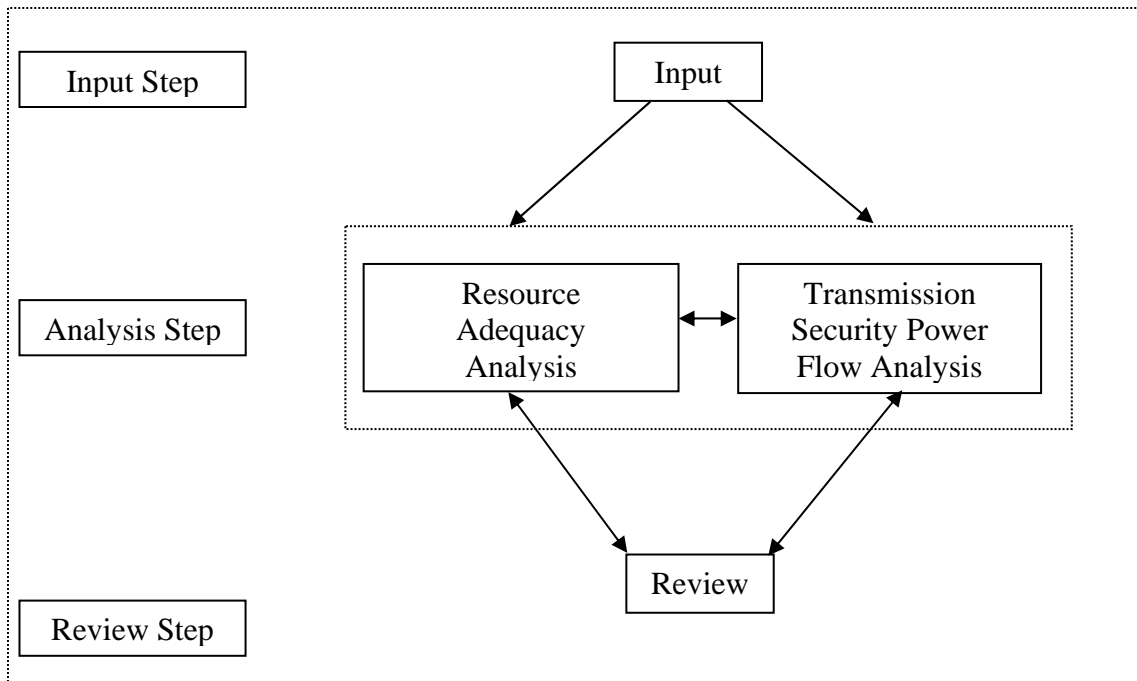 Input Step
Input
Analysis Step
Resource
Adequacy
Analysis
Transmission
Security Power
Flow Analysis
Review
Review Step